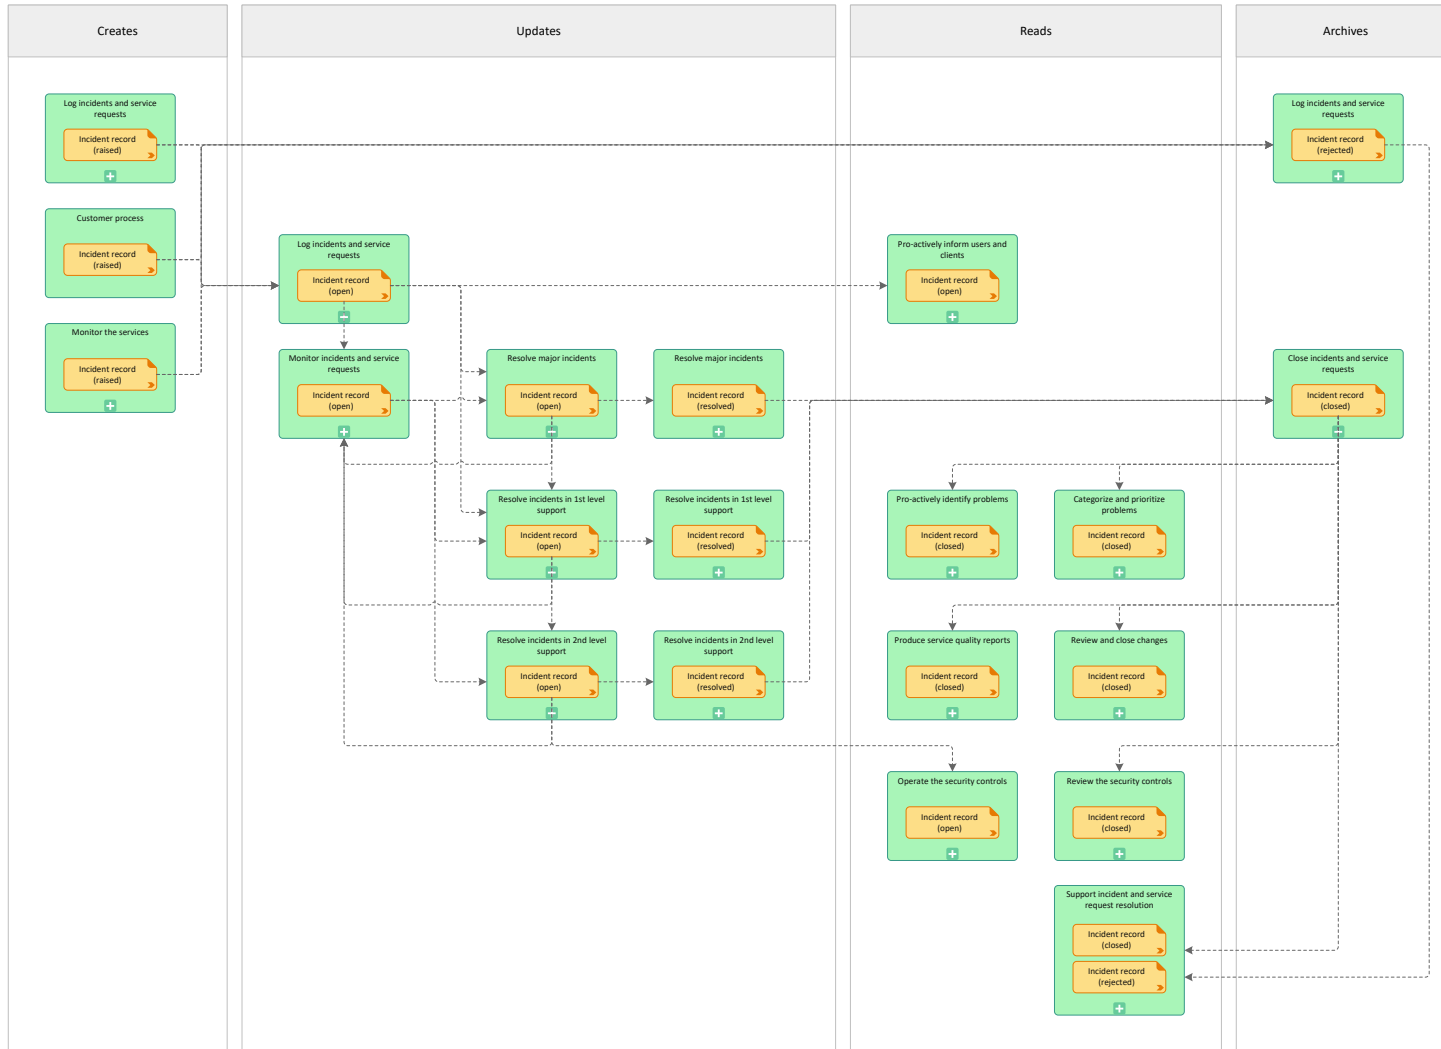 Creates
Updates
Reads
Archives
Log incidents and service
requests
Incident record
(raised)
Customer process
Incident record
(raised)
Monitor the services
Incident record
(raised)
Log incidents and service
requests
Incident record
(open)
Monitor incidents and service
requests
Incident record
(open)
Resolve major incidents
Incident record
(open)
Resolve major incidents
Incident record
(resolved)
Resolve incidents in 1st level
support
Incident record
(open)
Resolve incidents in 1st level
support
Incident record
(resolved)
Resolve incidents in 2nd level
support
Incident record
(open)
Resolve incidents in 2nd level
support
Incident record
(resolved)
Pro-actively inform users and
clients
Incident record
(open)
Pro-actively identify problems
Incident record
(closed)
Categorize and prioritize
problems
Incident record
(closed)
Produce service quality reports
Incident record
(closed)
Review and close changes
Incident record
(closed)
Operate the security controls
Incident record
(open)
Review the security controls
Incident record
(closed)
Support incident and service
request resolution
Incident record
(closed)
Incident record
(rejected)
Log incidents and service
requests
Incident record
(rejected)
Close incidents and service
requests
Incident record
(closed)